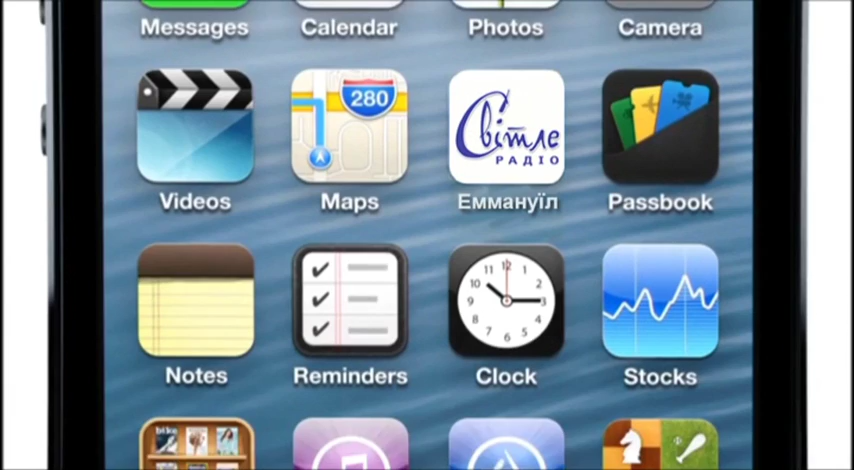 Messages Calendar Photos Camera
280
Світле
РАДІО
Videos Maps Еммануїл Passbook
11 12 1
10 2
9 3
8 4
7 6 5
Notes Reminders Clock Stocks